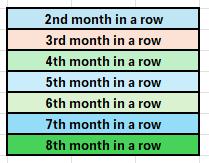 2nd month in a row
3rd month in a row
4th month in a row
5th month in a row
6th month in a row
7th month in a row
8th month in a row